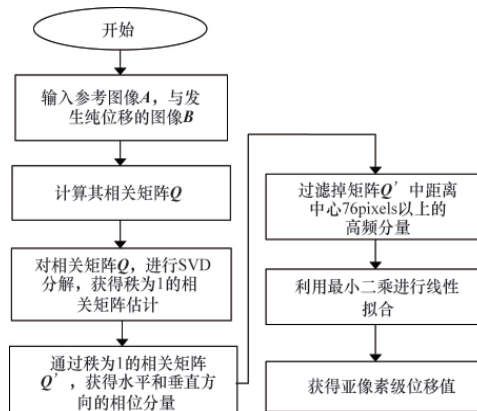 开始
输入参考图像A，与发
生纯位移的图像B
计算其相关矩阵Q
对相关矩阵Q，进行SVD
分解，获得秩为1的相
关矩阵估计
通过秩为1的相关矩阵
Q’，获得水平和垂直方
向的相位分量
过滤掉矩阵Q’中距离
中心76pixels以上的
高频分量
利用最小二乘进行线性
拟合
获得亚像素级位移值